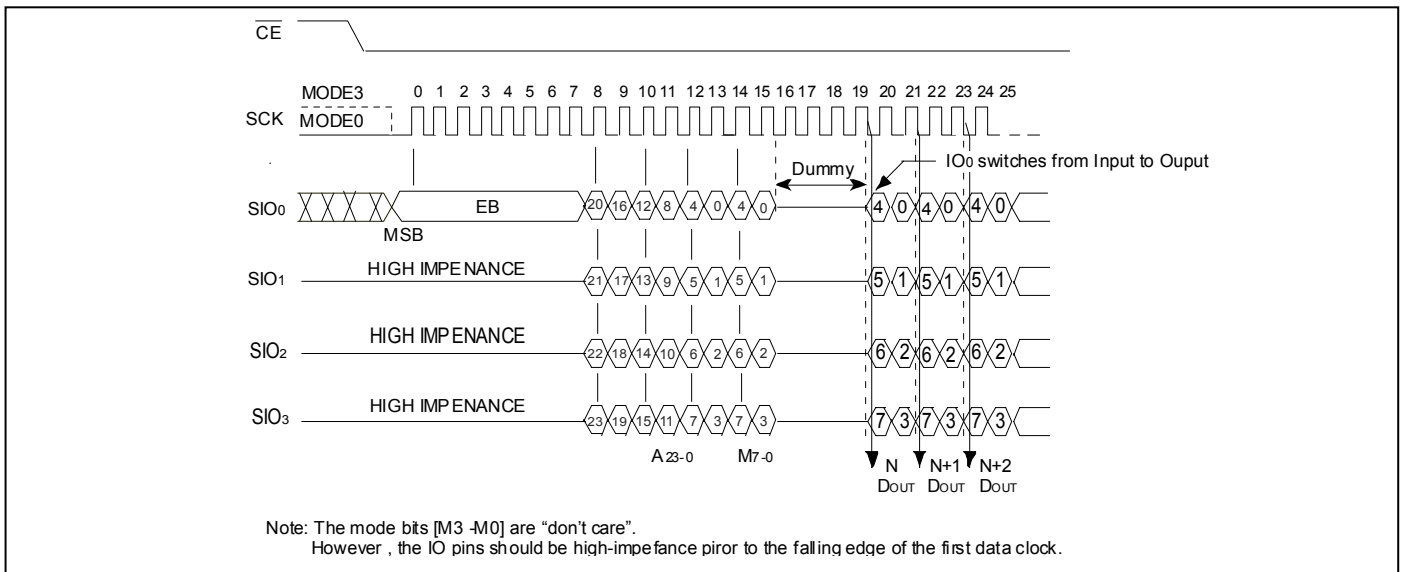 CE
MODE3 0 1 2 3 4 5 6 7 8 9 10 11 12 13 14 15 16 17 18 19 20 21 22 23 24 25
SCK MODE0
Dummy
IO0 switches from Input to Ouput
SIO0 EB 20 16 12 8 4 0 4 0 4 0 4 0 4 0
MSB
SIO1 HIGH IMPENANCE 21 17 13 9 5 1 5 1 5 1 5 1 5 1
SIO2 HIGH IMPENANCE 22 18 14 10 6 2 6 2 6 2 6 2 6 2
SIO3 HIGH IMPENANCE 23 19 15 11 7 3 7 3 7 3 7 3 7 3
A23-0 M7-0
N N+1 N+2
DOUT DOUT DOUT
Note: The mode bits [M3 -M0] are “don't care”.
However , the IO pins should be high-impefance piror to the falling edge of the first data clock.